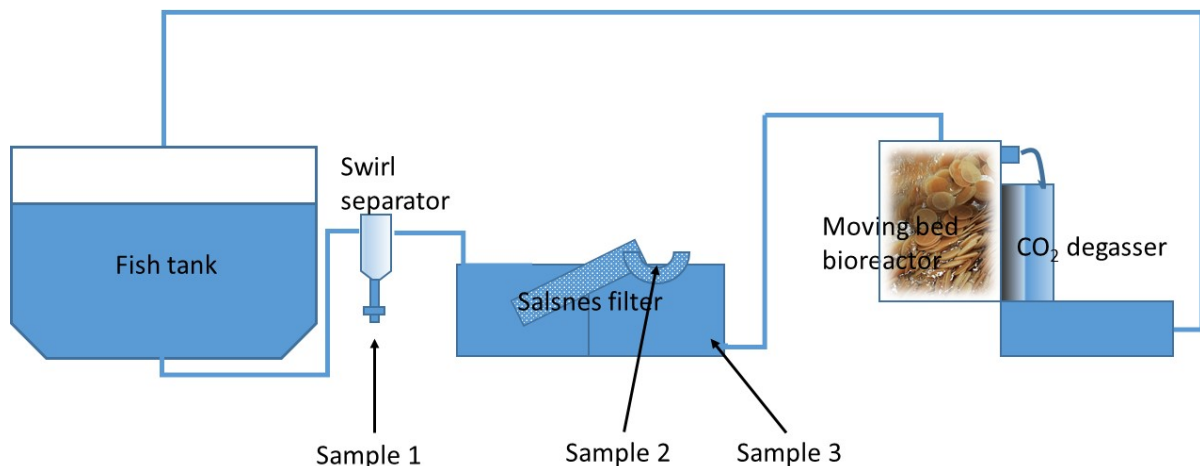 Swirl
separator
Fish tank
Salsnes filter
Moving bed
bioreactor
CO₂ degasser
Sample 1
Sample 2
Sample 3